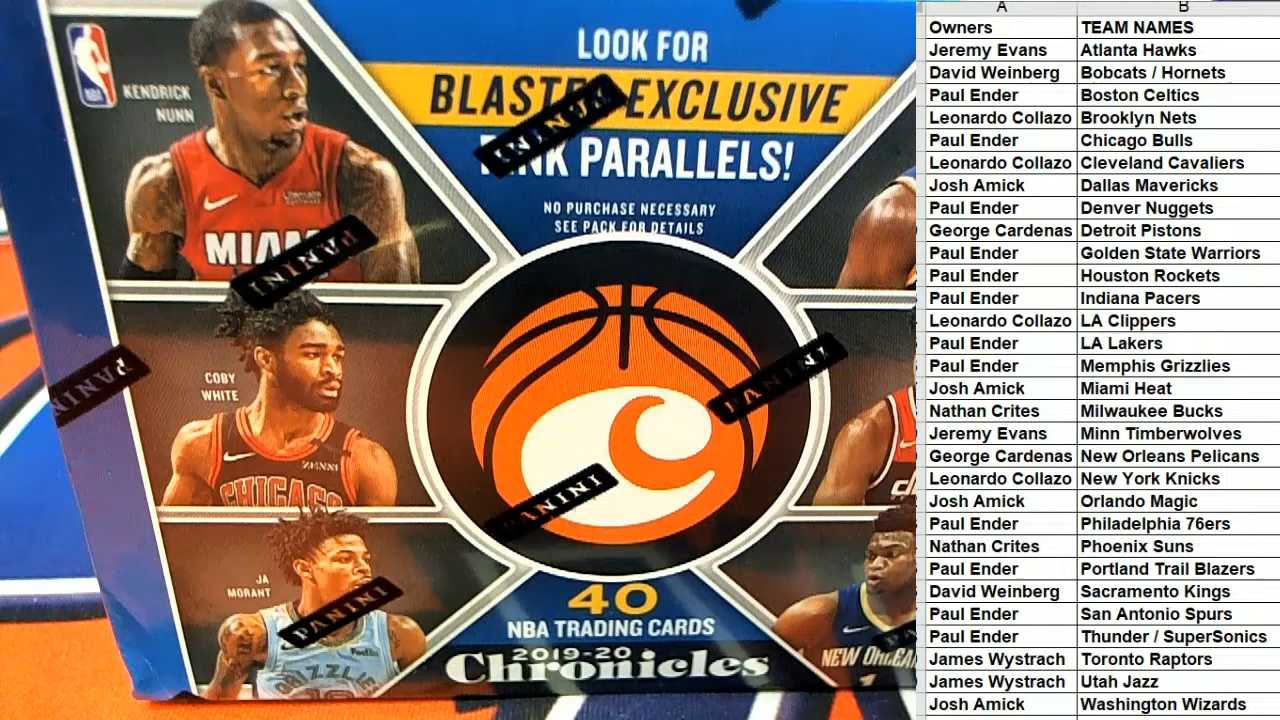 LOOK FOR
EXCLUSIVE
PARALLELS!
NO PURCHASE NECESSARY
SEE PACK FOR DETAILS
NBA
KENDRICK
NUNN
PANINI
PANINI
PANINI
PANINI
PANINI
PANINI
COBY
WHITE
CHICAGO
JA
MORANT
40
NBA TRADING CARDS
2019-20
Chronicles
A B
Owners TEAM NAMES
Jeremy Evans Atlanta Hawks
David Weinberg Bobcats / Hornets
Paul Ender Boston Celtics
Leonardo Collazo Brooklyn Nets
Paul Ender Chicago Bulls
Leonardo Collazo Cleveland Cavaliers
Josh Amick Dallas Mavericks
Paul Ender Denver Nuggets
George Cardenas Detroit Pistons
Paul Ender Golden State Warriors
Paul Ender Houston Rockets
Paul Ender Indiana Pacers
Leonardo Collazo LA Clippers
Paul Ender LA Lakers
Paul Ender Memphis Grizzlies
Josh Amick Miami Heat
Nathan Crites Milwaukee Bucks
Jeremy Evans Minn Timberwolves
George Cardenas New Orleans Pelicans
Leonardo Collazo New York Knicks
Josh Amick Orlando Magic
Paul Ender Philadelphia 76ers
Nathan Crites Phoenix Suns
Paul Ender Portland Trail Blazers
David Weinberg Sacramento Kings
Paul Ender San Antonio Spurs
Paul Ender Thunder / SuperSonics
James Wystrach Toronto Raptors
James Wystrach Utah Jazz
Josh Amick Washington Wizards